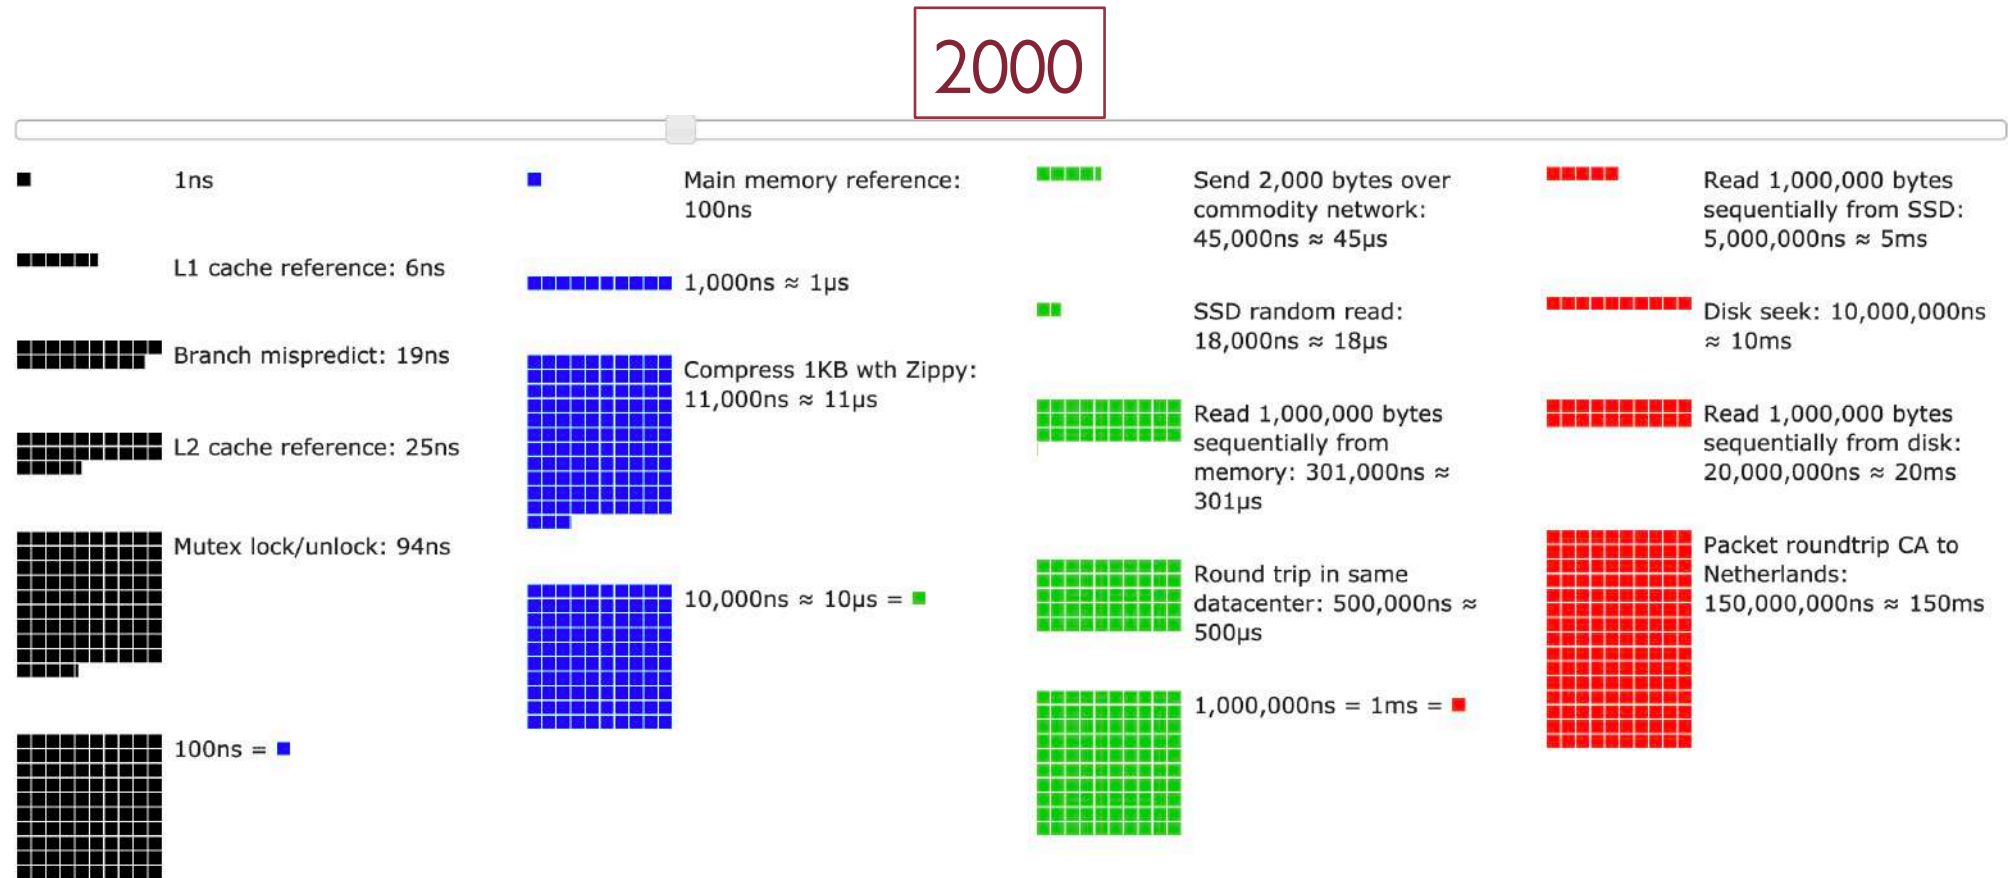 2000
1ns
L1 cache reference: 6ns
Branch mispredict: 19ns
L2 cache reference: 25ns
Mutex lock/unlock: 94ns
100ns =
Main memory reference:
100ns
1,000ns ≈ 1μs
Compress 1KB wth Zippy:
11,000ns ≈ 11μs
10,000ns ≈ 10μs =
Send 2,000 bytes over
commodity network:
45,000ns ≈ 45μs
SSD random read:
18,000ns ≈ 18μs
Read 1,000,000 bytes
sequentially from
memory: 301,000ns ≈
301μs
Round trip in same
datacenter: 500,000ns ≈
500μs
1,000,000ns = 1ms =
Read 1,000,000 bytes
sequentially from SSD:
5,000,000ns ≈ 5ms
Disk seek: 10,000,000ns
≈ 10ms
Read 1,000,000 bytes
sequentially from disk:
20,000,000ns ≈ 20ms
Packet roundtrip CA to
Netherlands:
150,000,000ns ≈ 150ms